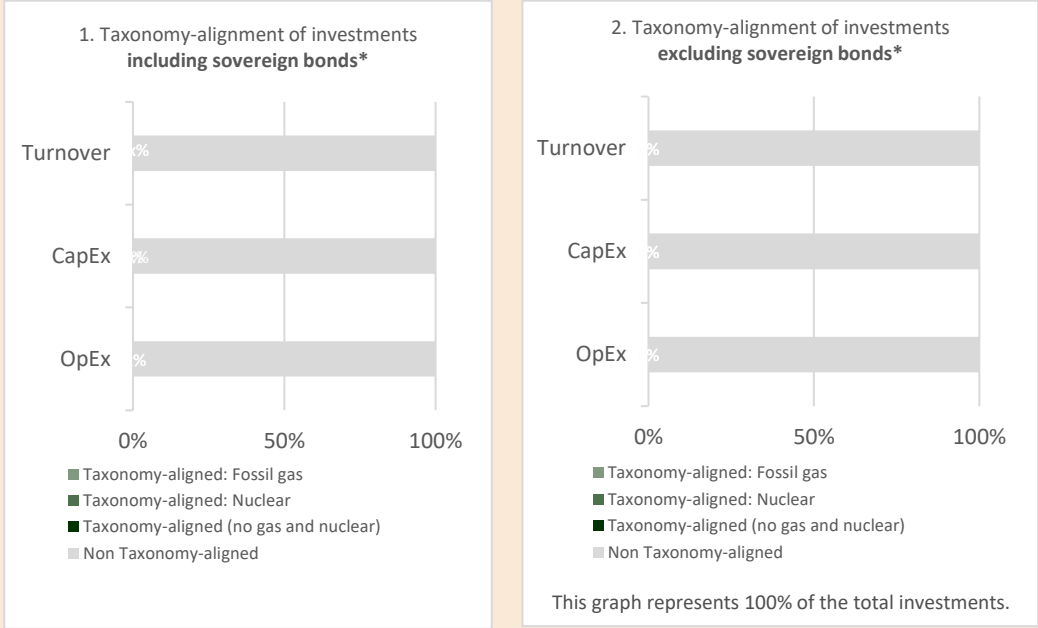 1. Taxonomy-alignment of investments
including sovereign bonds*
Turnover
CapEx
OpEx
%
0%
50%
100%
Taxonomy-aligned: Fossil gas
Taxonomy-aligned: Nuclear
Taxonomy-aligned (no gas and nuclear)
Non Taxonomy-aligned
2. Taxonomy-alignment of investments
excluding sovereign bonds*
Turnover
%
CapEx
%
OpEx
%
0%
50%
100%
Taxonomy-aligned: Fossil gas
Taxonomy-aligned: Nuclear
Taxonomy-aligned (no gas and nuclear)
Non Taxonomy-aligned
This graph represents 100% of the total investments.